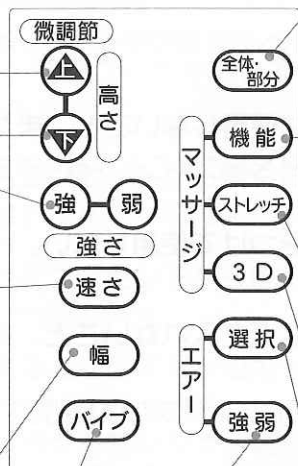 微調節
上
下
高さ
強
弱
強さ
速さ
幅
バイブ
全体・
部分
マッサージ
機能
ストレッチ
3D
エアー
選択
強弱